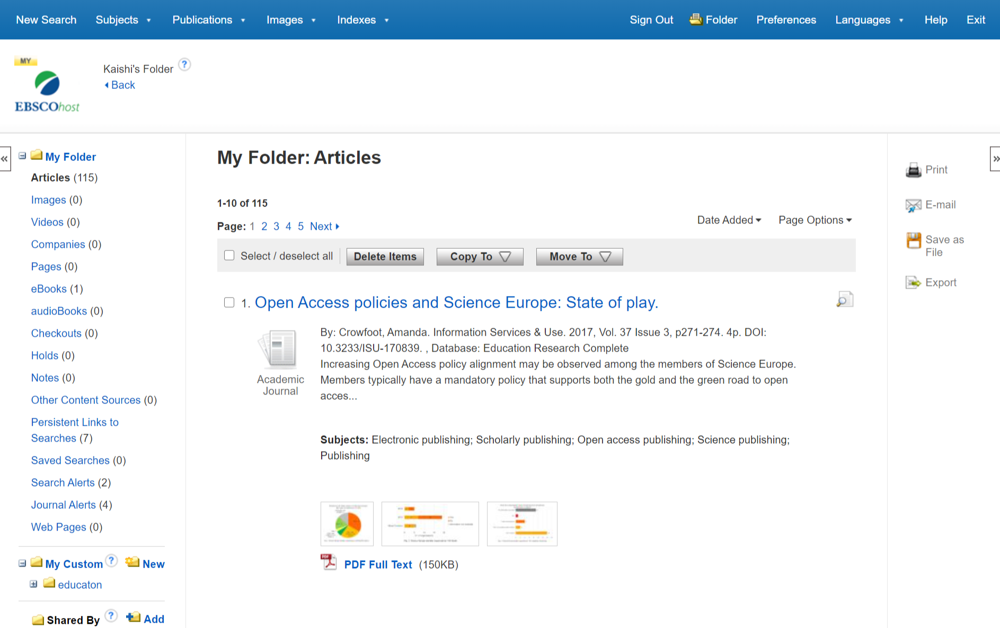 New Search Subjects Publications Images Indexes Sign Out Folder Preferences Languages Help Exit
MY
EBSCOhost
Kaishi's Folder ?
Back
«
»
My Folder
Articles (115)
Images (0)
Videos (0)
Companies (0)
Pages (0)
eBooks (1)
audioBooks (0)
Checkouts (0)
Holds (0)
Notes (0)
Other Content Sources (0)
Persistent Links to
Searches (7)
Saved Searches (0)
Search Alerts (2)
Journal Alerts (4)
Web Pages (0)
My Custom ? New
educaton
Shared By ? Add
My Folder: Articles
1-10 of 115
Page: 1 2 3 4 5 Next
Date Added Page Options
Select / deselect all Delete Items Copy To Move To
1. Open Access policies and Science Europe: State of play.
Academic
Journal
By: Crowfoot, Amanda. Information Services & Use. 2017, Vol. 37 Issue 3, p271-274. 4p. DOI:
10.3233/ISU-170839. , Database: Education Research Complete
Increasing Open Access policy alignment may be observed among the members of Science Europe.
Members typically have a mandatory policy that supports both the gold and the green road to open
acces...
Subjects: Electronic publishing; Scholarly publishing; Open access publishing; Science publishing;
Publishing
PDF
PDF Full Text (150KB)
Print
E-mail
Save as
File
Export